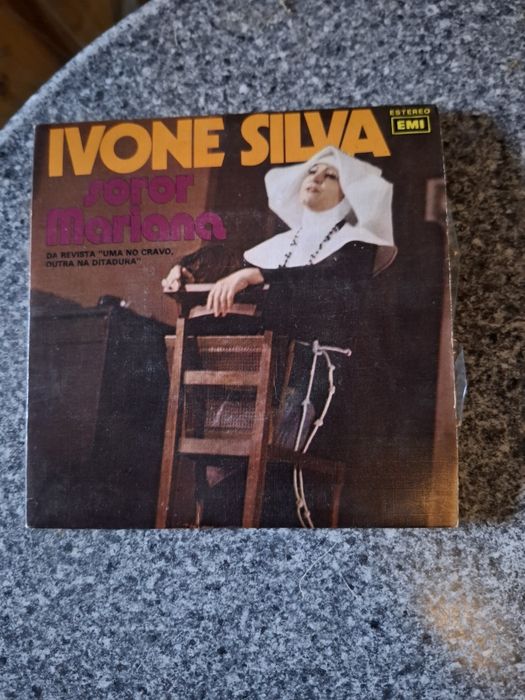 ESTEREO
EMI
IVONE SILVA
soror
Mariana
DA REVISTA "UMA NO CRAVO,
OUTRA NA DITADURA"